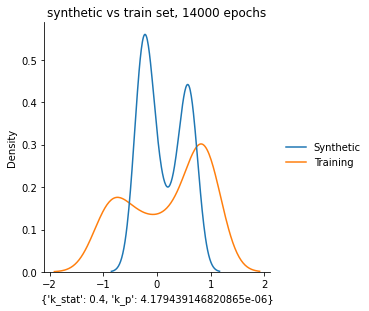 synthetic vs train set, 14000 epochs
0.5
0.4
0.3
0.2
0.1
0.0
Density
−2
−1
0
1
2
{'k_stat': 0.4, 'k_p': 4.179439146820865e-06}
Synthetic
Training